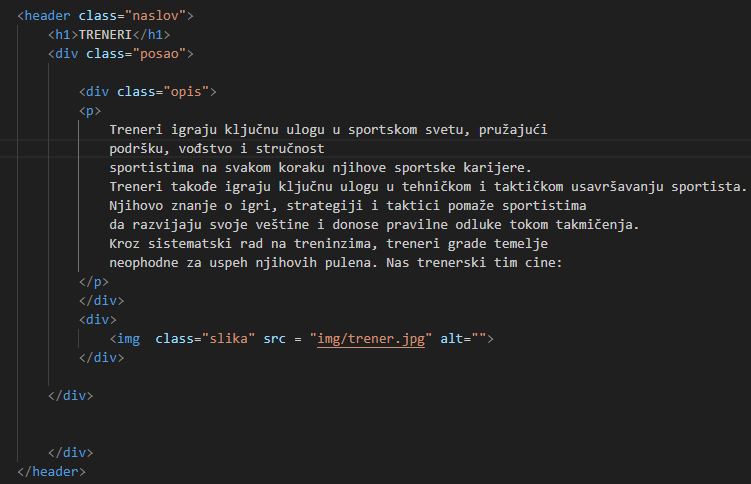 <header class="naslov">
<h1>TRENERI</h1>
<div class="posao">
<div class="opis">
<p>
Treneri igraju ključnu ulogu u sportskom svetu, pružajući
podršku, vođstvo i stručnost
sportistima na svakom koraku njihove sportske karijere.
Treneri takođe igraju ključnu ulogu u tehničkom i taktičkom usavršavanju sportista.
Njihovo znanje o igri, strategiji i taktici pomaže sportistima
da razvijaju svoje veštine i donose pravilne odluke tokom takmičenja.
Kroz sistematski rad na treninzima, treneri grade temelje
neophodne za uspeh njihovih pulena. Nas trenerski tim cine:
</p>
</div>
<div>
<img  class="slika" src = "img/trener.jpg" alt="">
</div>
</div>
</div>
</header>